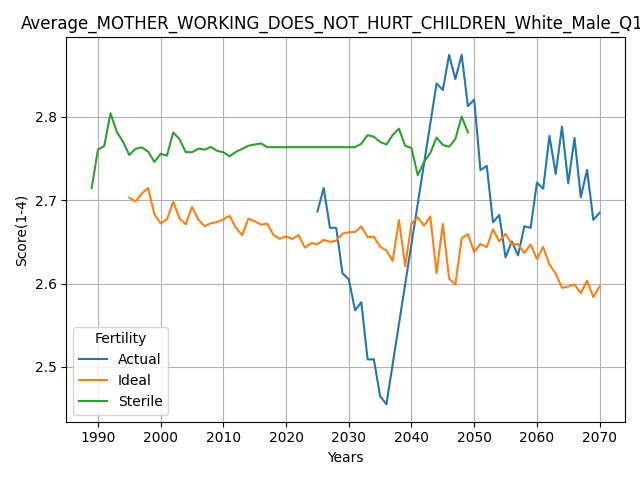 Average_MOTHER_WORKING_DOES_NOT_HURT_CHILDREN_White_Male_Q1
Score(1-4)
2.8
2.7
2.6
2.5
Fertility
Actual
Ideal
Sterile
1990 2000 2010 2020 2030 2040 2050 2060 2070
Years